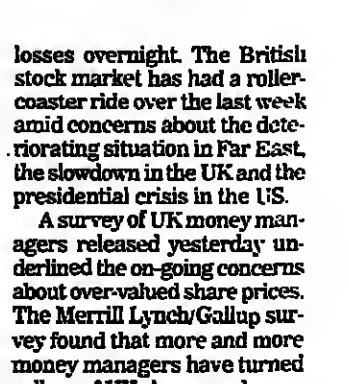 losses overnight. The British
stock market has had a roller-
coaster ride over the last week
amid concerns about the dete-
riorating situation in Far East,
the slowdown in the UK and the
presidential crisis in the US.
A survey of UK money man-
agers released yesterday un-
derlined the on-going concerns
about over-valued share prices.
The Merrill Lynch/Gallup sur-
vey found that more and more
money managers have turned